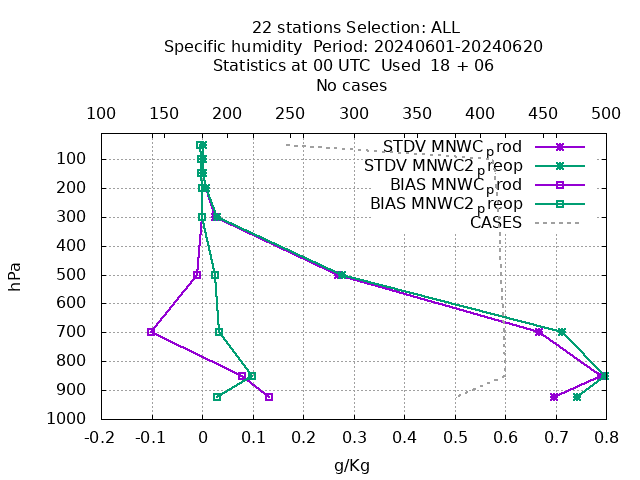 22 stations Selection: ALL
Specific humidity  Period: 20240601-20240620
Statistics at 00 UTC  Used  18 + 06
No cases
100 150 200 250 300 350 400 450 500
STDV MNWC_prod
STDV MNWC2_preop
BIAS MNWC_prod
BIAS MNWC2_preop
CASES
hPa
100
200
300
400
500
600
700
800
900
1000
-0.2 -0.1 0 0.1 0.2 0.3 0.4 0.5 0.6 0.7 0.8
g/Kg